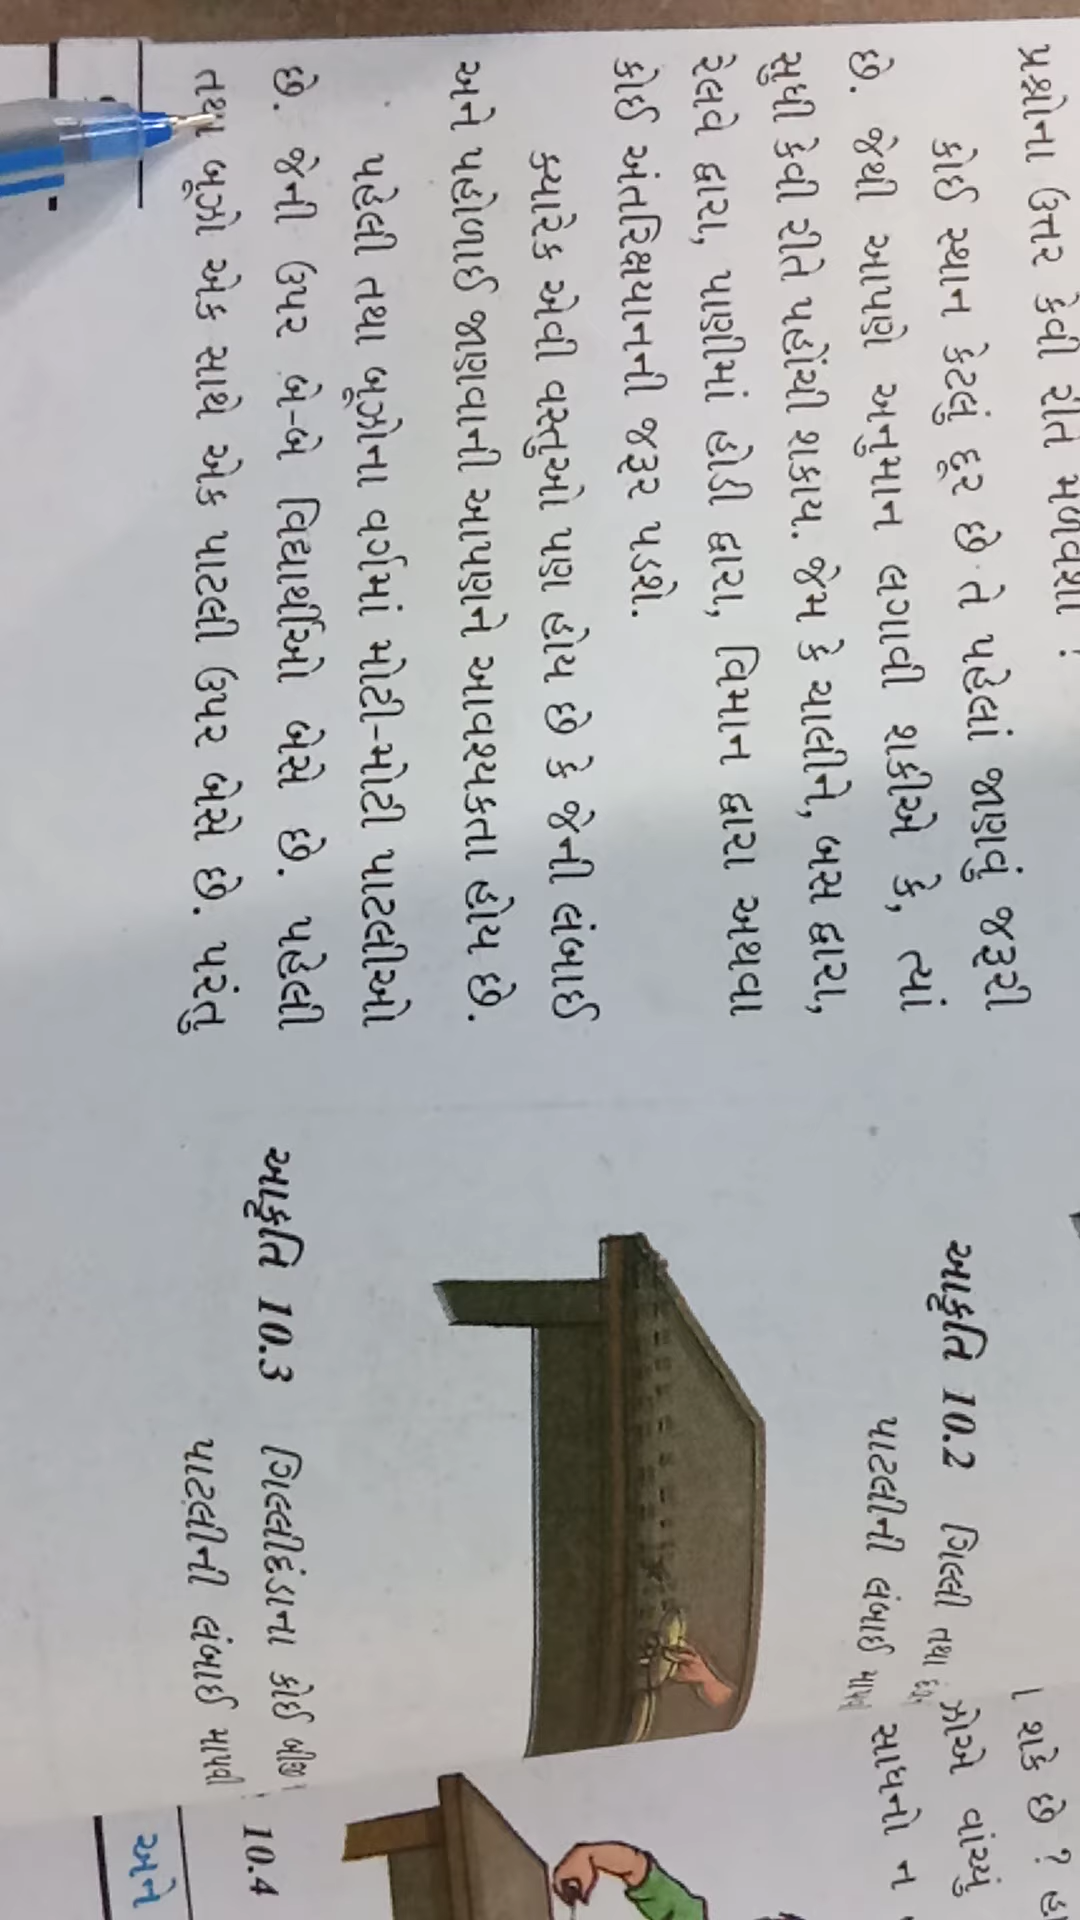 પ્રશ્નોના ઉત્તર કેવી રીતે મળવશો ?
કોઈ સ્થાન કેટલું દૂર છે તે પહેલાં જાણવું જરૂરી
છે. જેથી આપણે અનુમાન લગાવી શકીએ કે, ત્યાં
સુધી કેવી રીતે પહોંચી શકાય. જેમ કે ચાલીને, બસ દ્વારા,
રેલવે દ્વારા, પાણીમાં હોડી દ્વારા, વિમાન દ્વારા અથવા
કોઈ અંતરિક્ષયાનની જરૂર પડશે.
ક્યારેક એવી વસ્તુઓ પણ હોય છે કે જેની લંબાઈ
અને પહોળાઈ જાણવાની આપણને આવશ્યકતા હોય છે.
પહેલી તથા બૂઝોના વર્ગમાં મોટી-મોટી પાટલીઓ
છે. જેની ઉપર બે-બે વિદ્યાર્થીઓ બેસે છે. પહેલી
તથા બૂઝો એક સાથે એક પાટલી ઉપર બેસે છે. પરંતુ
આકૃતિ 10.2 ગિલ્લી તથા
પાટલીની લંબાઈ
આકૃતિ 10.3 ગિલ્લીદંડાના કોઈ બીજા
પાટલીની લંબાઈ માપવી
શકે છે ?
ઝોએ વાંચ્યું
સાધનો ન
10.4
અને